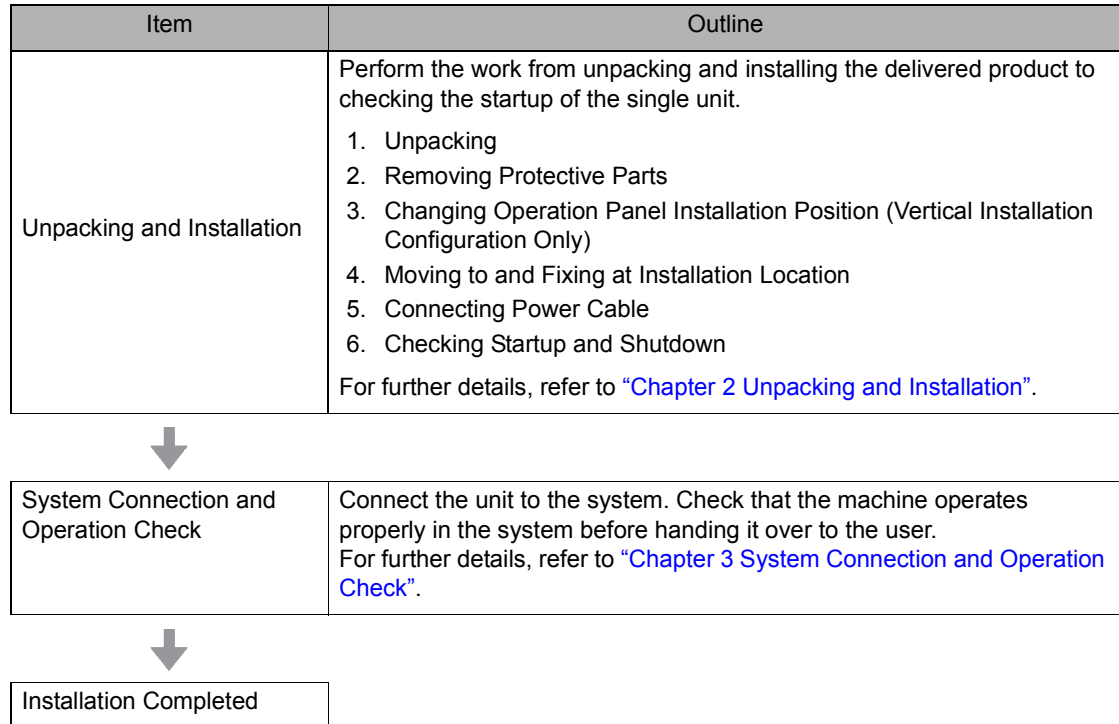 Item
Outline
Unpacking and Installation
Perform the work from unpacking and installing the delivered product to
checking the startup of the single unit.
1. Unpacking
2. Removing Protective Parts
3. Changing Operation Panel Installation Position (Vertical Installation
Configuration Only)
4. Moving to and Fixing at Installation Location
5. Connecting Power Cable
6. Checking Startup and Shutdown
For further details, refer to “Chapter 2 Unpacking and Installation”.
System Connection and
Operation Check
Connect the unit to the system. Check that the machine operates
properly in the system before handing it over to the user.
For further details, refer to “Chapter 3 System Connection and Operation
Check”.
Installation Completed